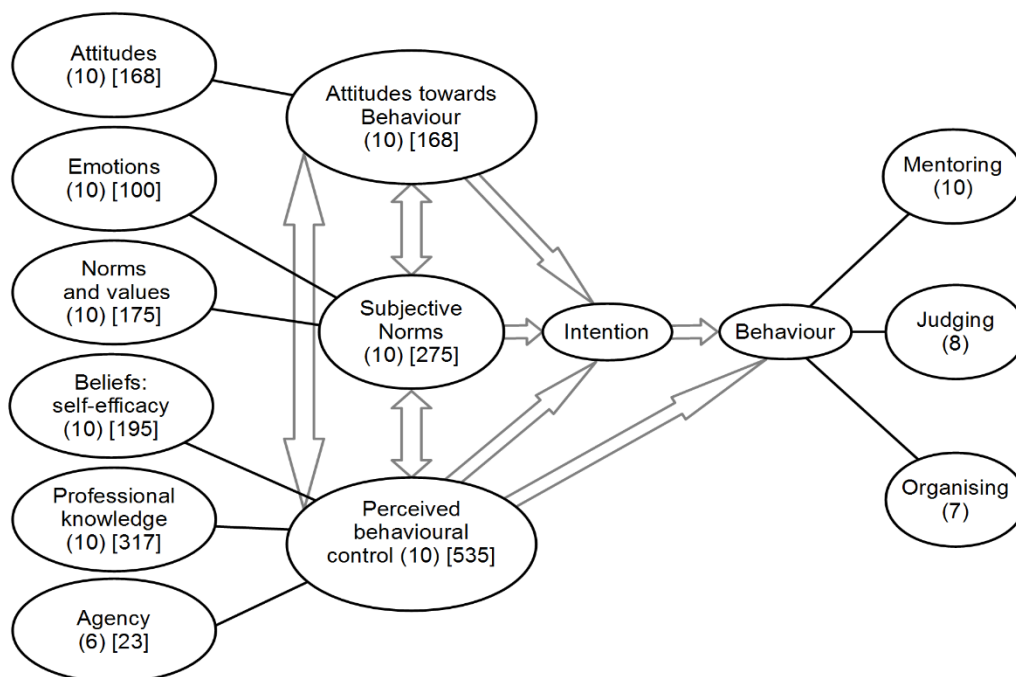 Attitudes
(10) [168]
Emotions
(10) [100]
Norms
and values
(10) [175]
Beliefs:
self-efficacy
(10) [195]
Professional
knowledge
(10) [317]
Agency
(6) [23]
Attitudes towards
Behaviour
(10) [168]
Subjective
Norms
(10) [275]
Perceived
behavioural
control (10) [535]
Intention
Behaviour
Mentoring
(10)
Judging
(8)
Organising
(7)